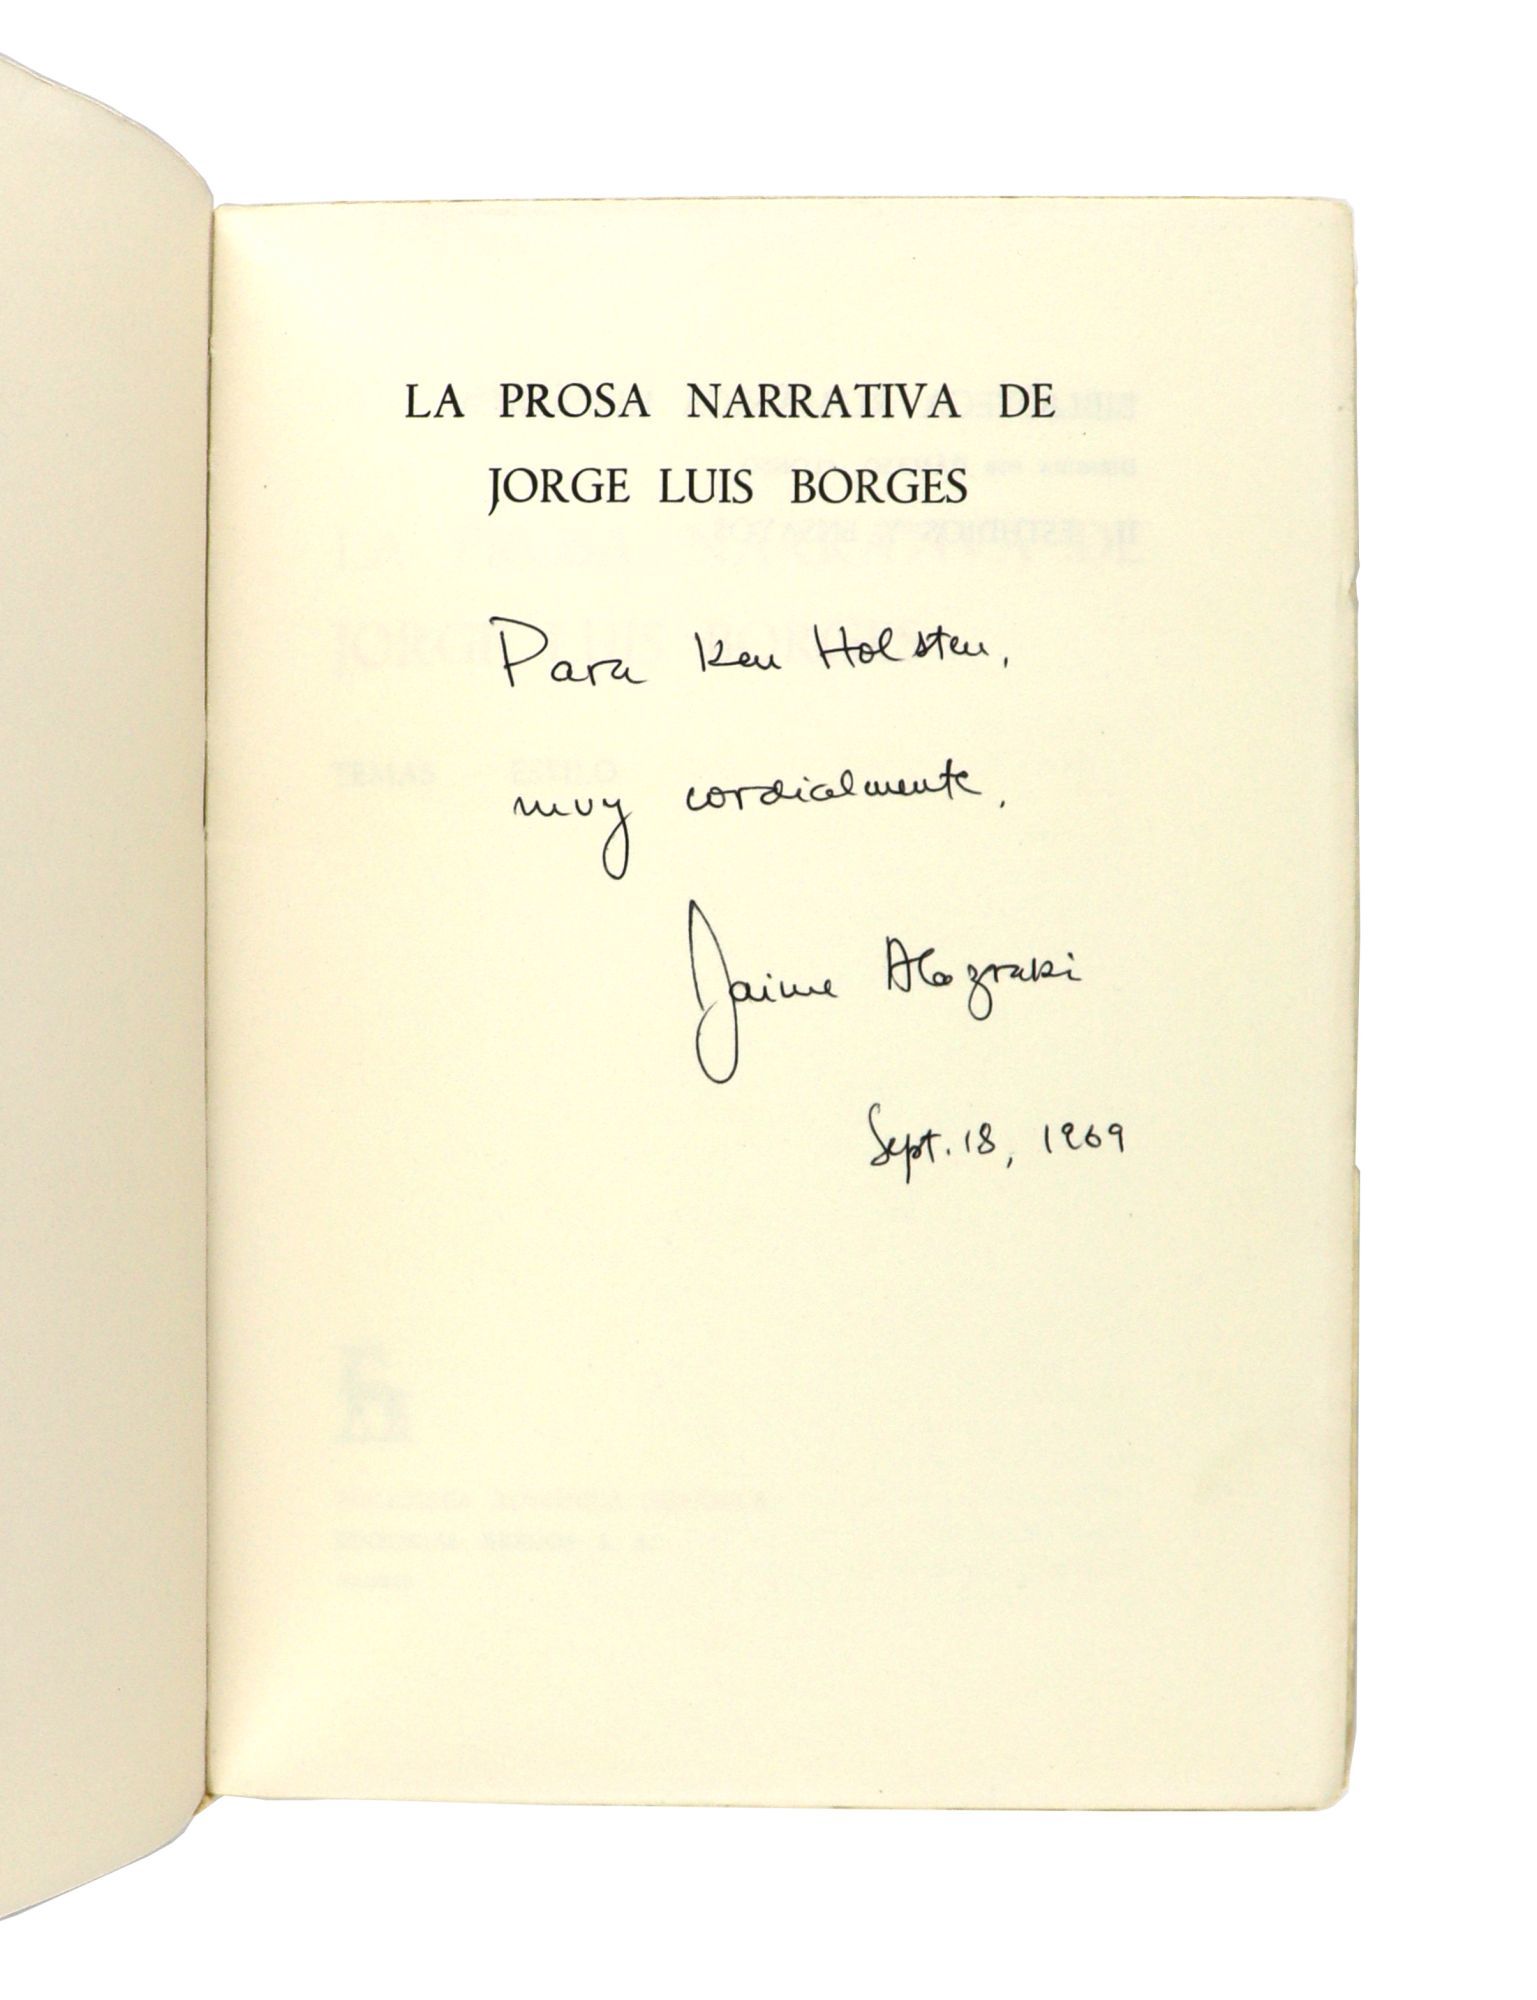 LA PROSA NARRATIVA DE
JORGE LUIS BORGES
Para Ken Holsten,
muy cordialmente,
Jaime Alazraki
Sept. 18, 1969